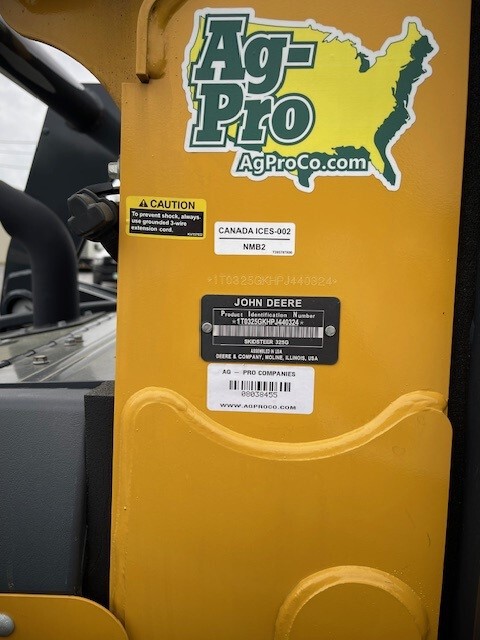 Ag-
Pro
AgProCo.com
CAUTION
To prevent shock, always
use grounded 3-wire
extension cord.
CANADA ICES-002
NMB2
*1T0325GKHPJ440324*
JOHN DEERE
Product Identification Number
*1T0325GKHPJ440324*
SKIDSTEER 325G
ASSEMBLED IN USA
DEERE & COMPANY, MOLINE, ILLINOIS, USA
AG - PRO COMPANIES
08038455
WWW.AGPROCO.COM